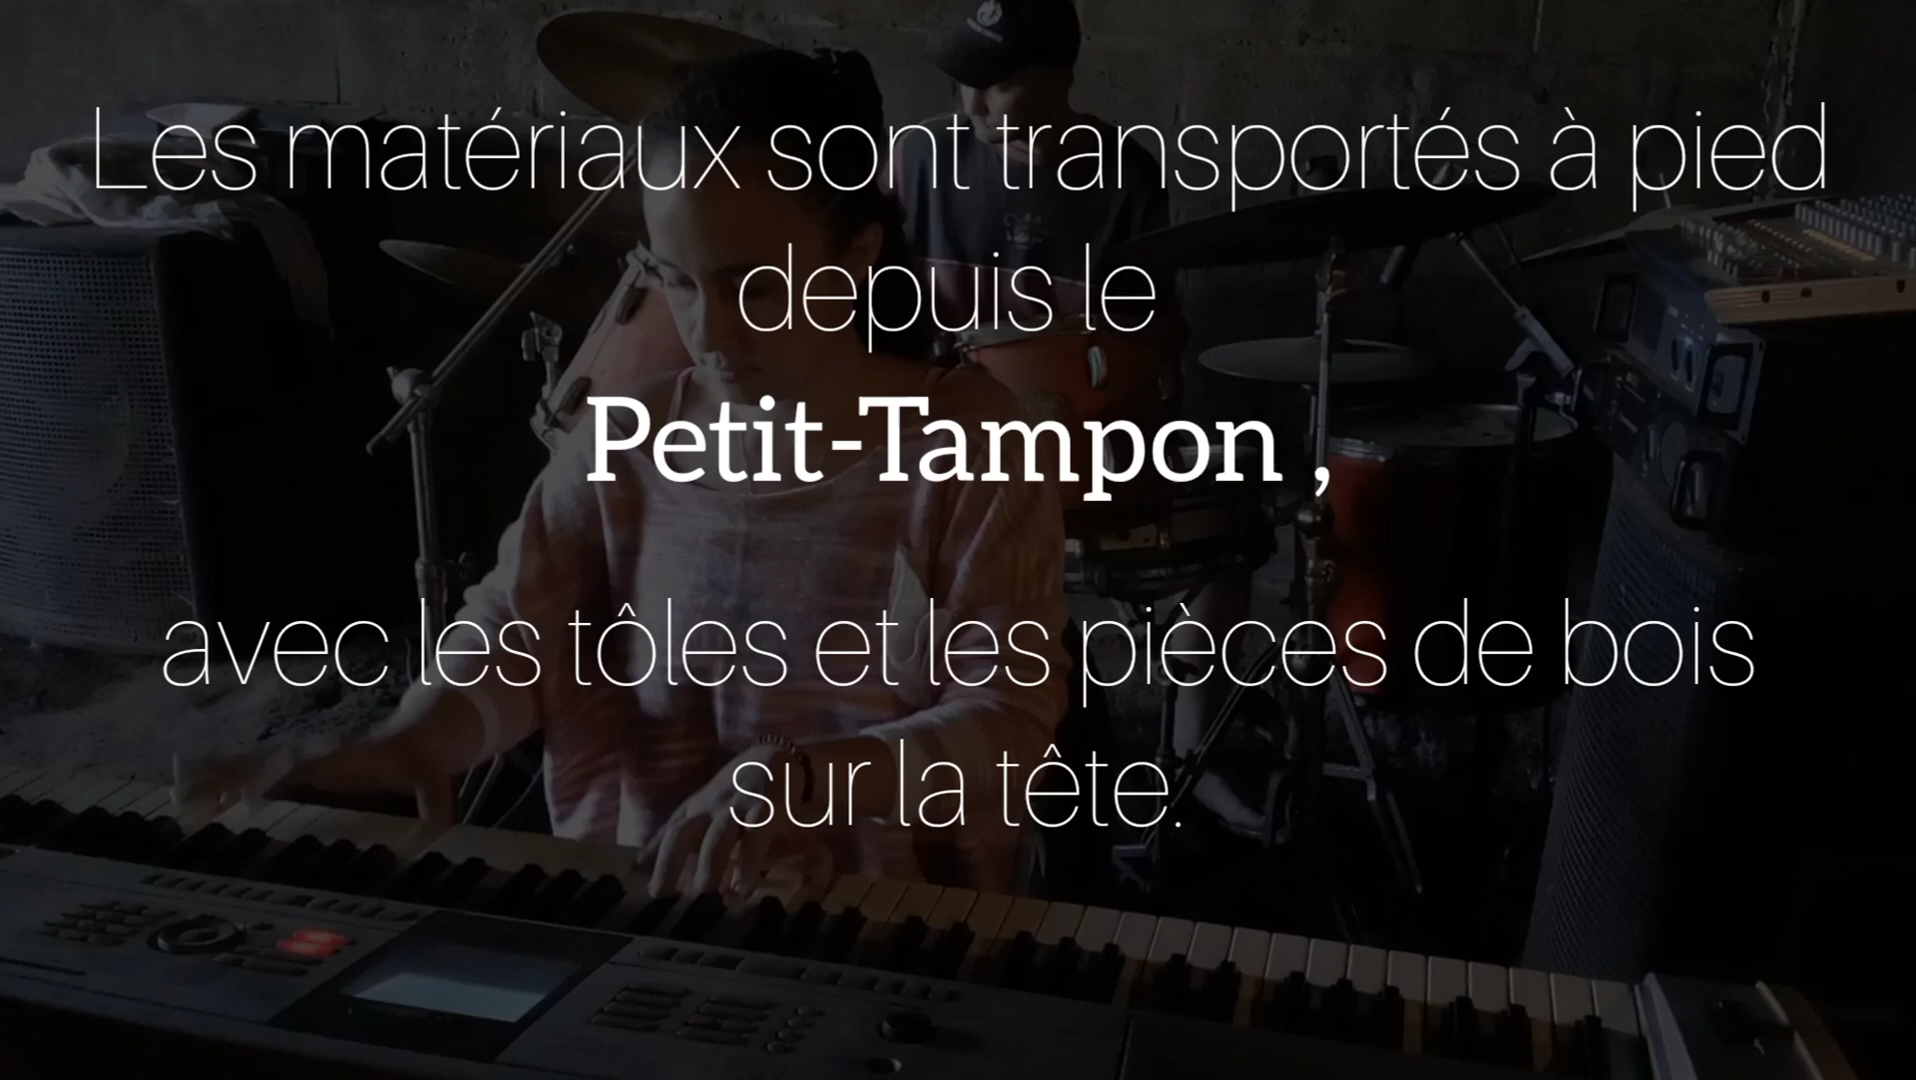 Les matériaux sont transportés à pied
depuis le
Petit-Tampon ,
avec les tôles et les pièces de bois
sur la tête.